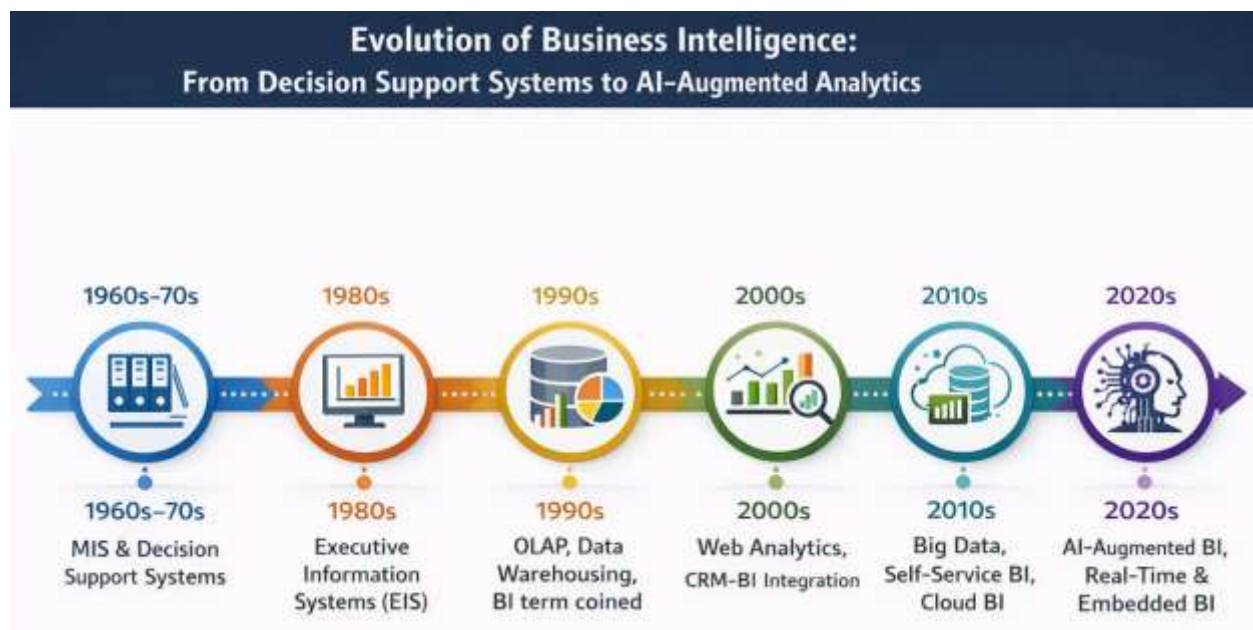 Evolution of Business Intelligence:
From Decision Support Systems to AI-Augmented Analytics
1960s-70s
1980s
1990s
2000s
2010s
2020s
1960s-70s
MIS & Decision
Support Systems
1980s
Executive
Information
Systems (EIS)
1990s
OLAP, Data
Warehousing,
BI term coined
2000s
Web Analytics,
CRM-BI Integration
2010s
Big Data,
Self-Service BI,
Cloud BI
2020s
AI-Augmented BI,
Real-Time &
Embedded BI